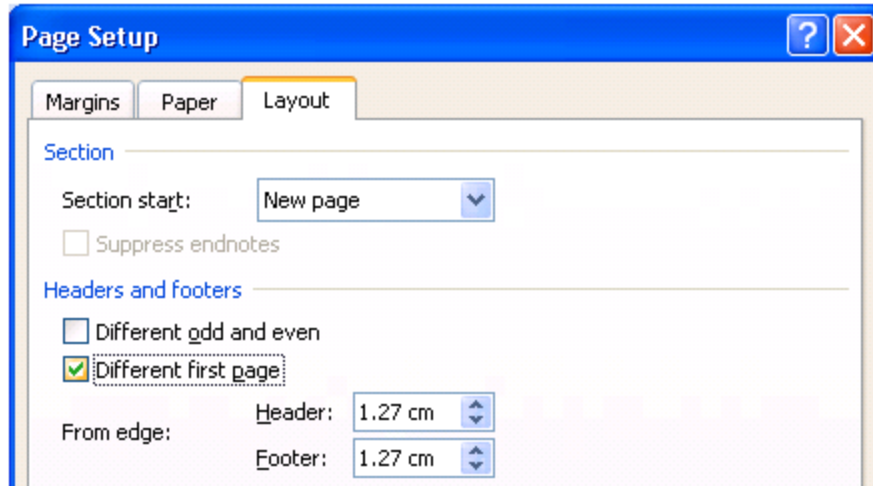 Page Setup
Margins Paper Layout
Section
Section start: New page
Suppress endnotes
Headers and footers
Different odd and even
Different first page
Header: 1.27 cm
From edge:
Footer: 1.27 cm